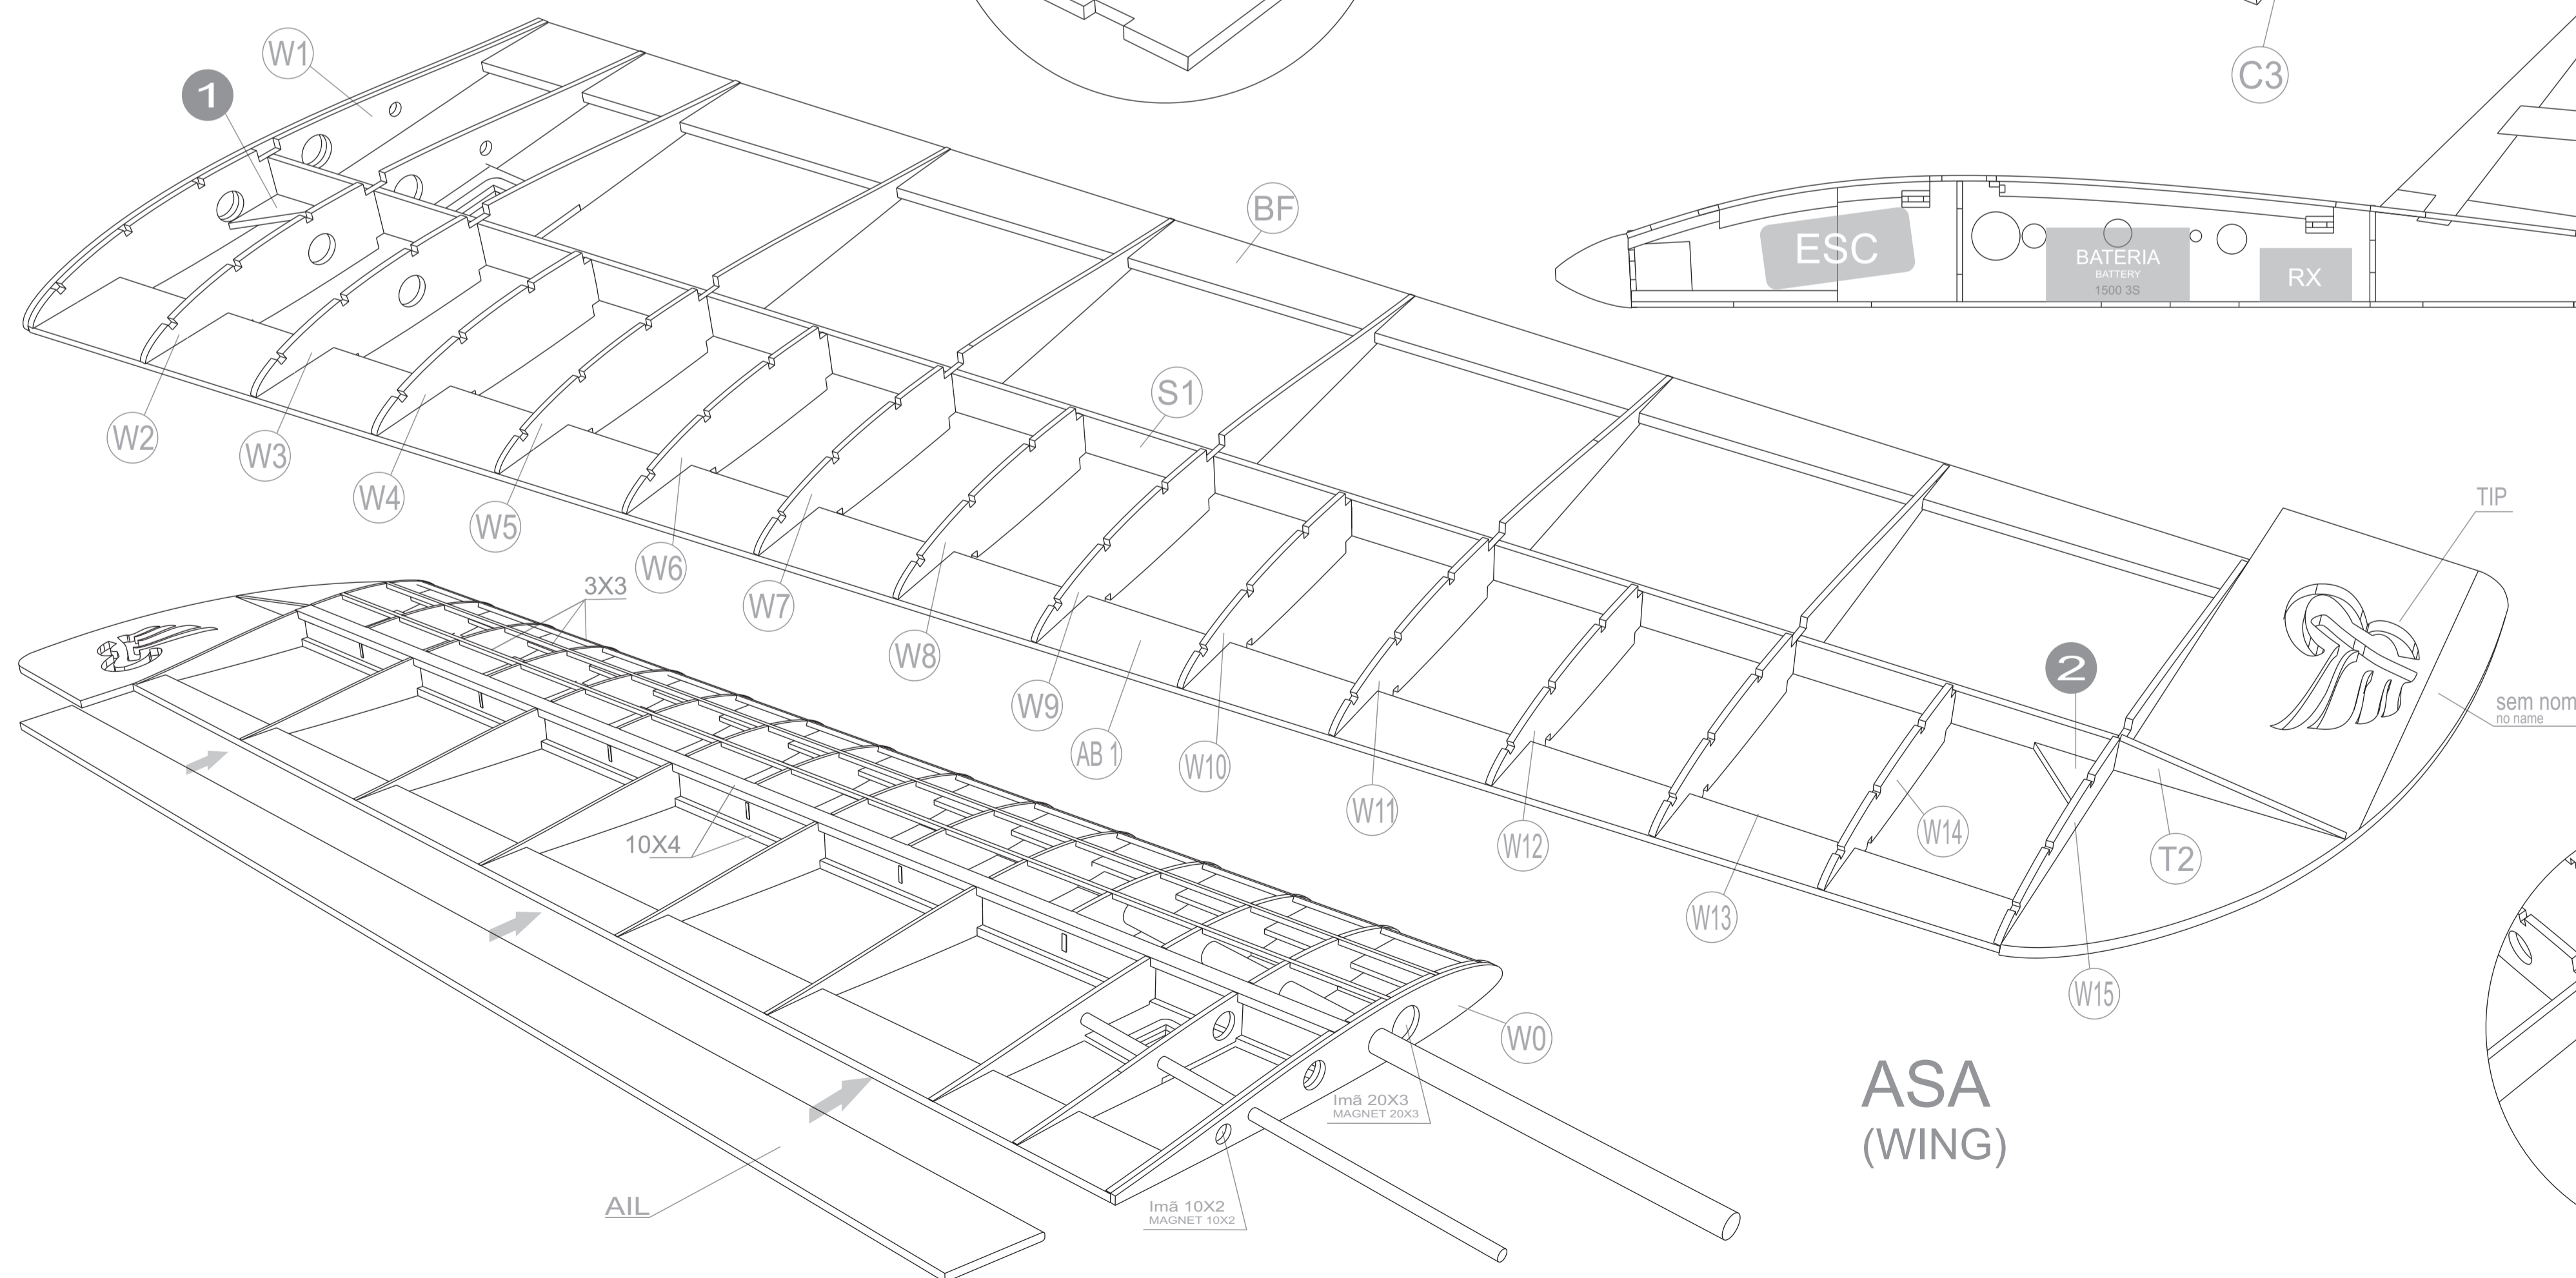 W1
1
C3
BF
ESC
BATERIA
BATTERY
1500 3S
RX
W2
W3
W4
W5
S1
W6
W7
W8
W9
AB 1
W10
W11
W12
W13
W14
2
TIP
sem nom
no name
T2
W15
3X3
10X4
W0
Imã 20X3
MAGNET 20X3
Imã 10X2
MAGNET 10X2
AIL
ASA
(WING)